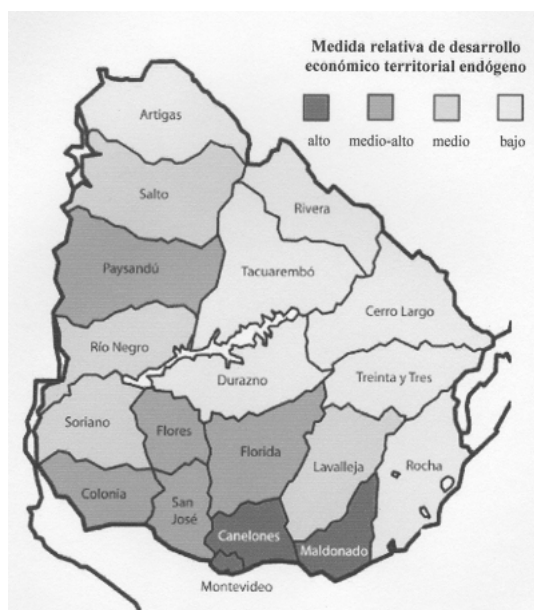 Medida relativa de desarrollo
económico territorial endógeno
alto medio-alto medio bajo
Artigas
Salto
Rivera
Paysandú
Tacuarembó
Cerro Largo
Río Negro
Durazno
Treinta y Tres
Soriano
Flores
Florida
Lavalleja
Rocha
Colonia
San
José
Canelones
Maldonado
Montevideo